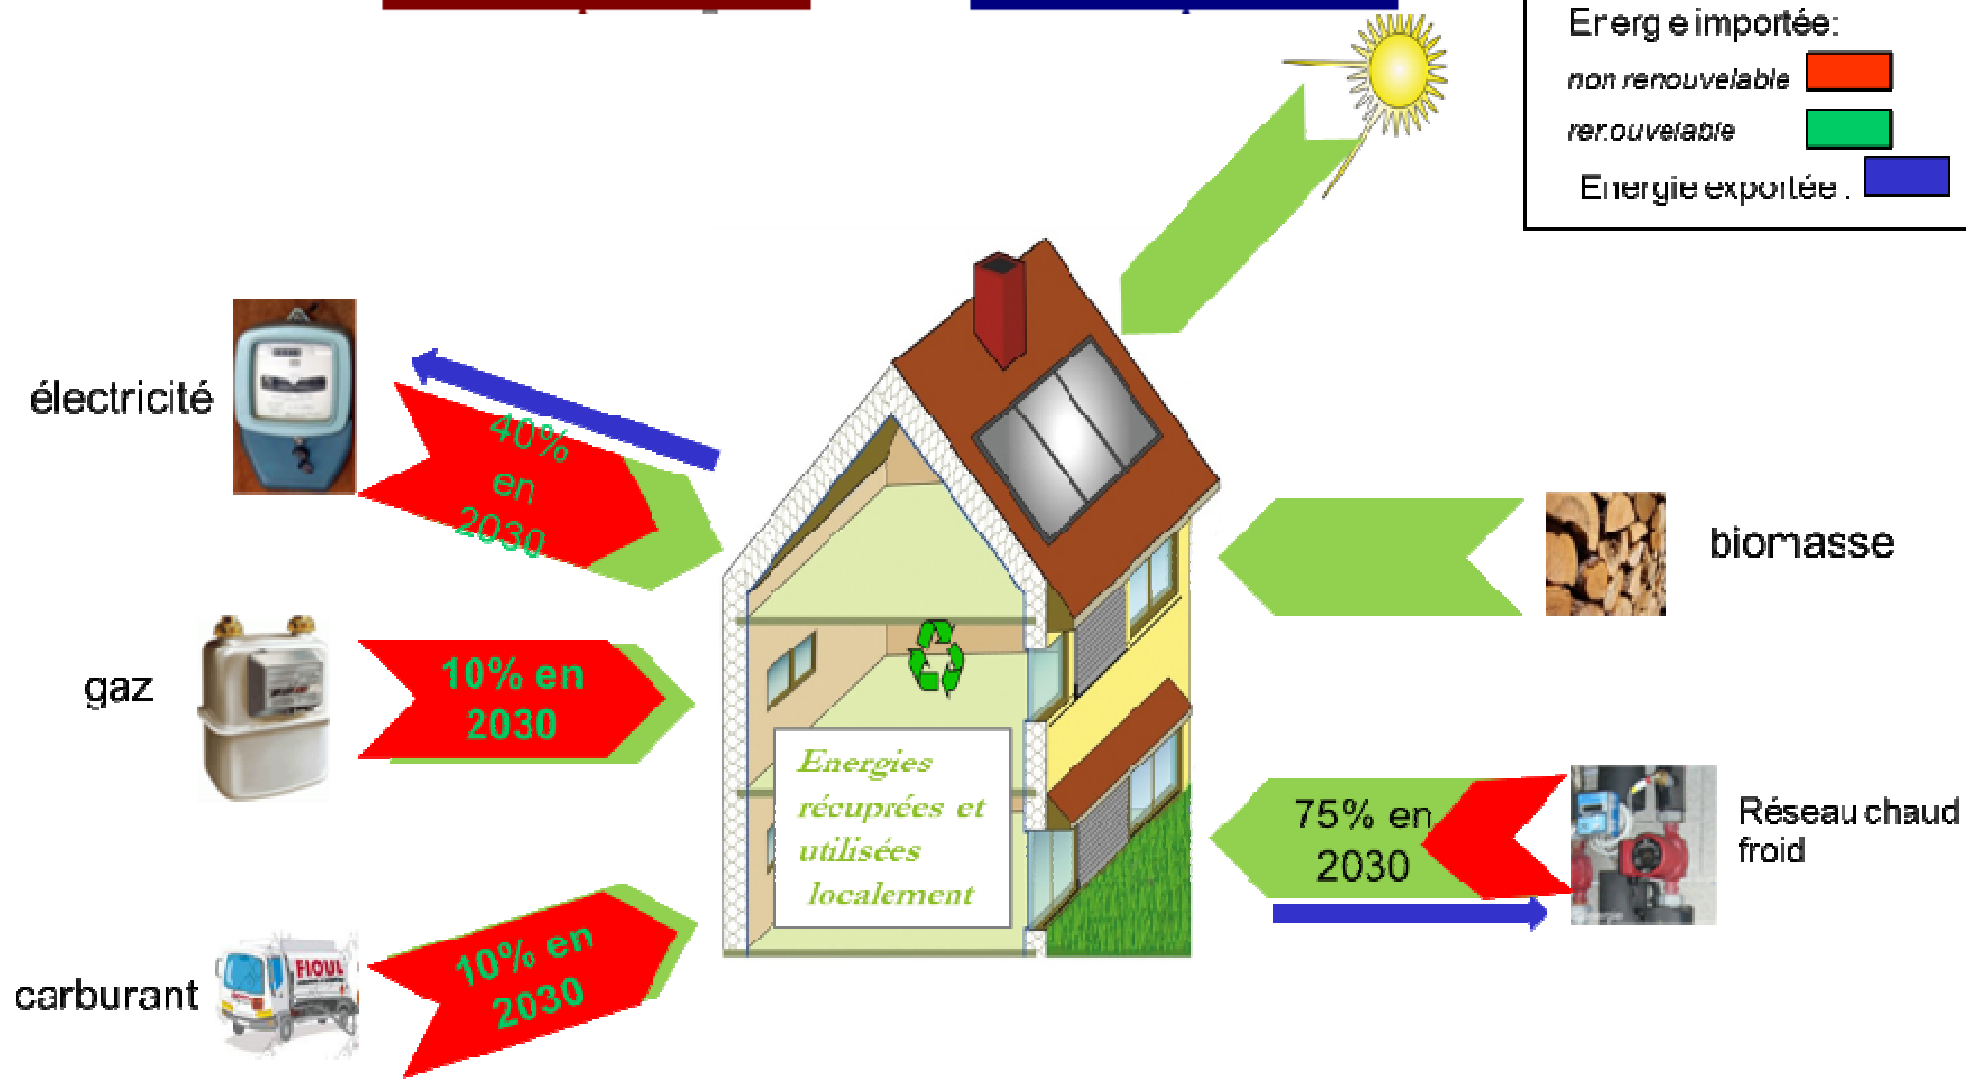 Energie importée:
non renouvelable
renouvelable
Energie exportée :
électricité
40%
en
2030
gaz
10% en
2030
carburant
FIOUL
10% en
2030
biomasse
75% en
2030
Réseau chaud
froid
Energies
récuprées et
utilisées
localement